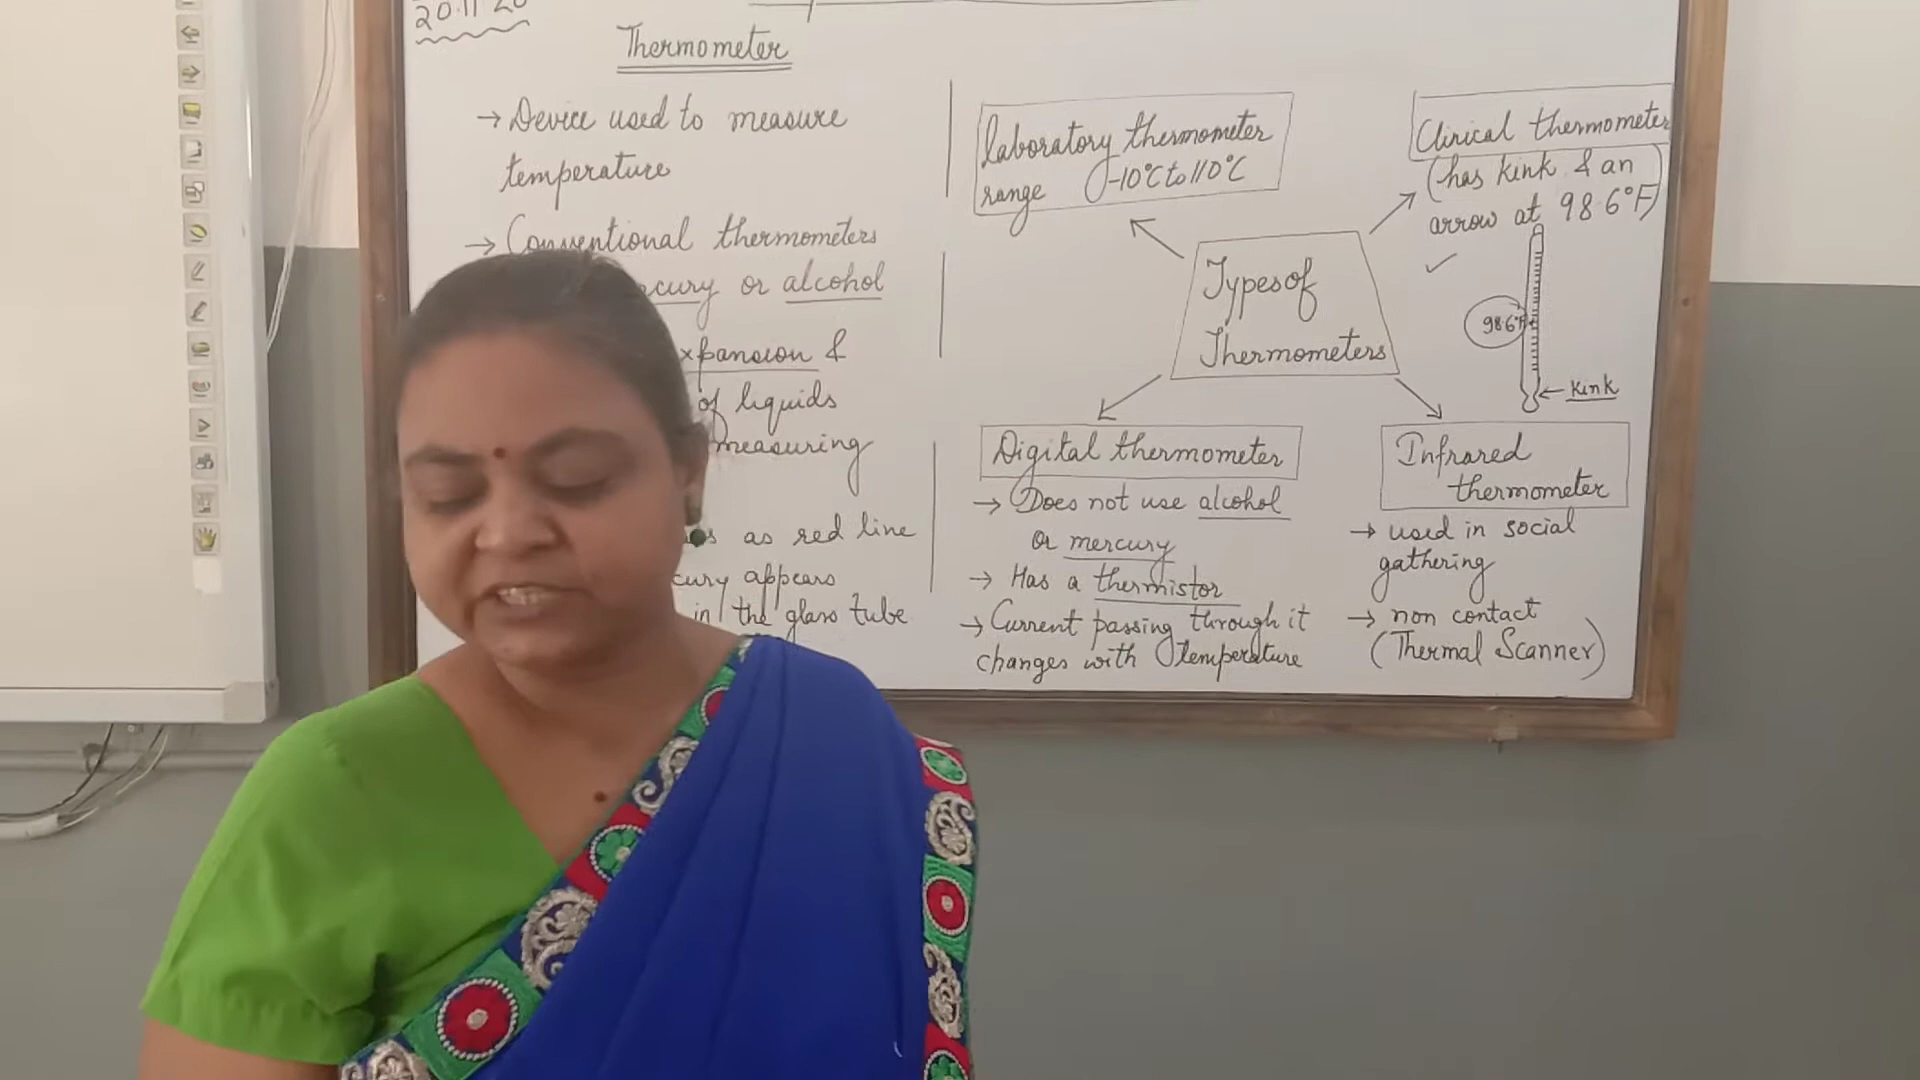 20.11
Thermometer
→ Device used to measure
temperature
→ Conventional thermometers
or alcohol
&
of liquids
measuring
as red line
appears
in the glass tube
laboratory thermometer
range -10°C to 110°C
Clinical thermometer
(has kink & an
arrow at 98.6°F)
98.6°F
← Kink
Types of
Thermometers
Digital thermometer
→ Does not use alcohol
or mercury
→ Has a thermistor
→ Current passing through it
changes with temperature
Infrared
thermometer
→ used in social
gathering
→ non contact
(Thermal Scanner)